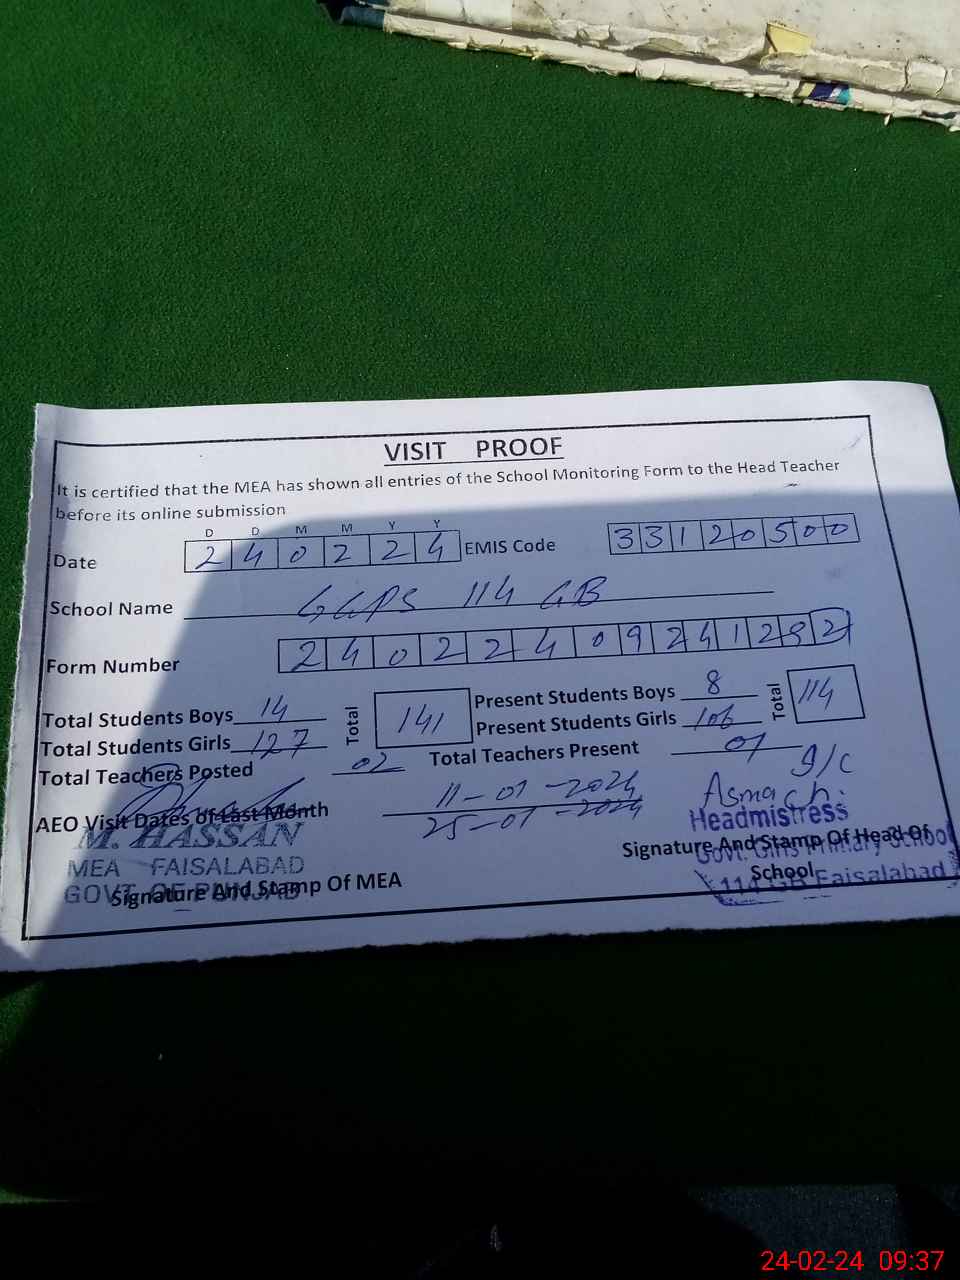 VISIT PROOF
It is certified that the MEA has shown all entries of the School Monitoring Form to the Head Teacher
before its online submission
D D M M Y Y
Date 2 4 0 2 2 4 EMIS Code 3 3 1 2 0 5 0 0
School Name GGPS 114 GB
Form Number 2 4 0 2 2 4 0 9 2 4 1 2 8 2
Total Students Boys 14 Total 141 Present Students Boys 8 Total 114
Total Students Girls 127 Present Students Girls 106
Total Teachers Posted 02 Total Teachers Present 01
AEO Visit Dates of Last Month 11-01-2024
25-01-2024
I/C
Asma
Headmistress
Govt. Girls Primary School
114 GB Faisalabad
Signature And Stamp Of Head Of
School
M. HASSAN
MEA FAISALABAD
GOVT. OF PUNJAB
Signature And Stamp Of MEA
24-02-24 09:37